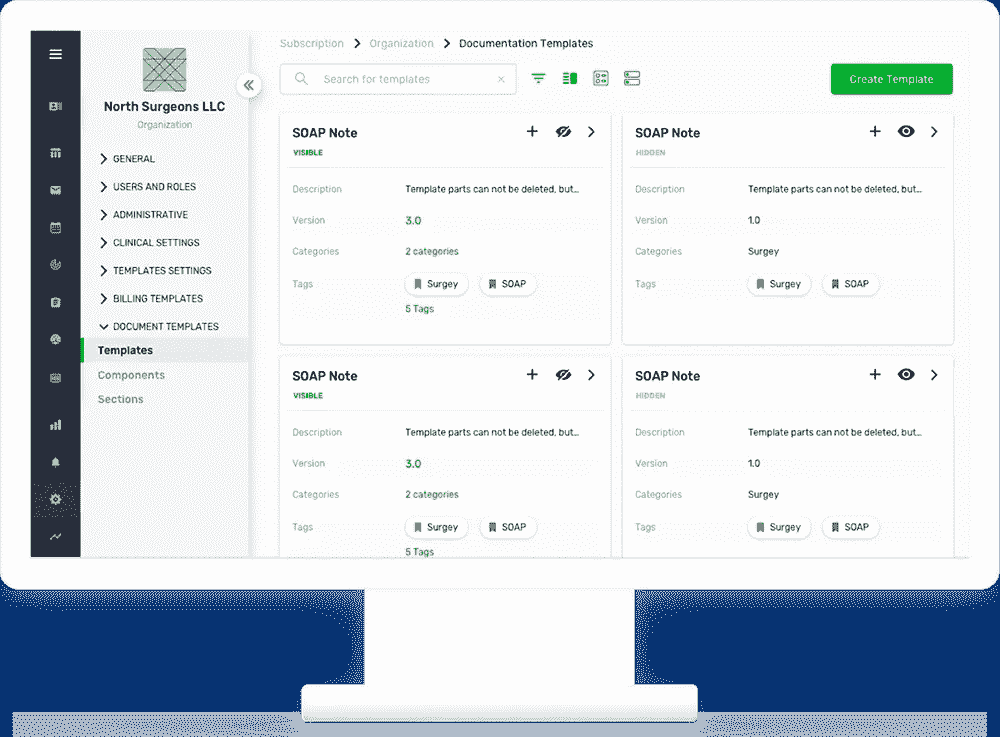 Subscription > Organization > Documentation Templates
North Surgeons LLC
Organization
GENERAL
USERS AND ROLES
ADMINISTRATIVE
CLINICAL SETTINGS
TEMPLATES SETTINGS
BILLING TEMPLATES
DOCUMENT TEMPLATES
Templates
Components
Sections
Search for templates
Create Template
SOAP Note
VISIBLE
Description Template parts can not be deleted, but...
Version 3.0
Categories 2 categories
Tags Surgey SOAP
5 Tags
SOAP Note
HIDDEN
Description Template parts can not be deleted, but...
Version 1.0
Categories Surgey
Tags Surgey SOAP
SOAP Note
VISIBLE
Description Template parts can not be deleted, but...
Version 3.0
Categories 2 categories
Tags Surgey SOAP
5 Tags
SOAP Note
HIDDEN
Description Template parts can not be deleted, but...
Version 1.0
Categories Surgey
Tags Surgey SOAP